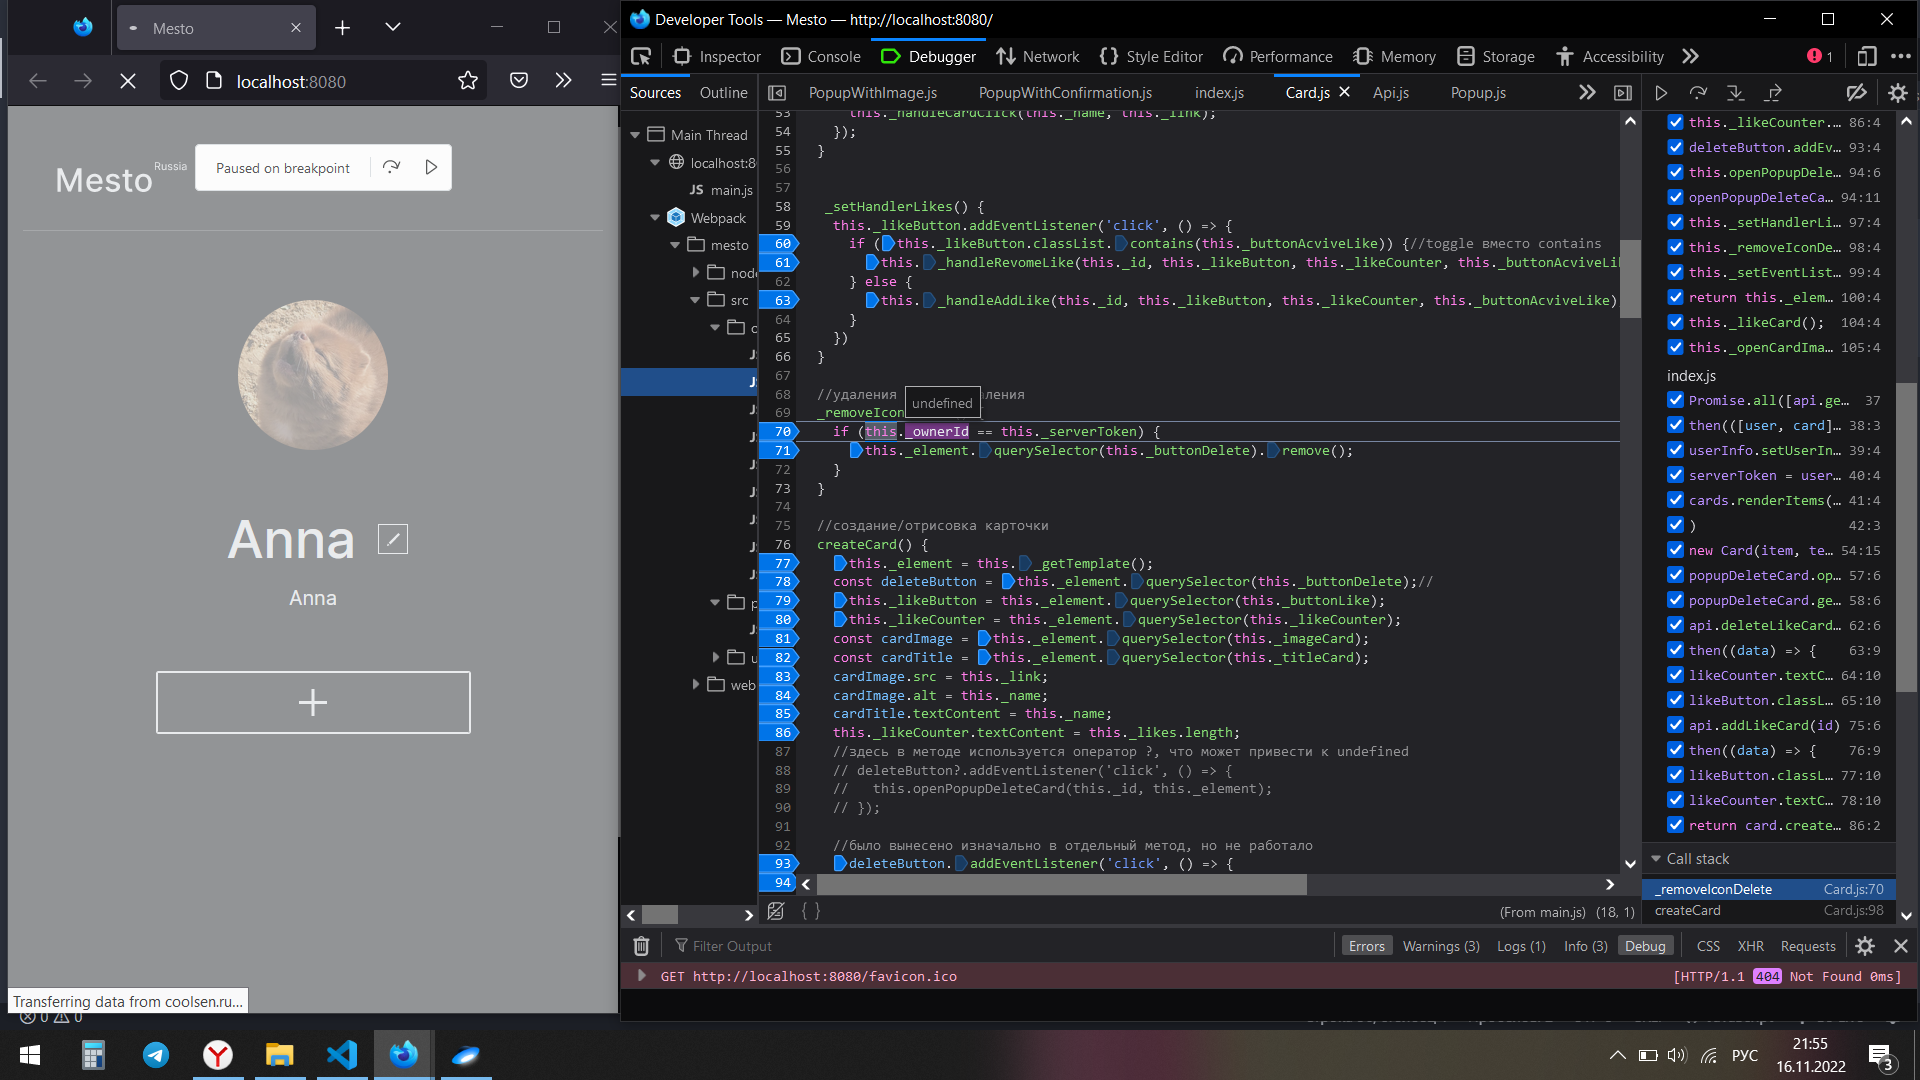 Mesto
localhost:8080
Mesto
Russia
Paused on breakpoint
Anna
Anna
Transferring data from coolsen.ru...
0 0
Developer Tools — Mesto — http://localhost:8080/
Inspector
Console
Debugger
Network
Style Editor
Performance
Memory
Storage
Accessibility
1
Sources
Outline
PopupWithImage.js
PopupWithConfirmation.js
index.js
Card.js
Api.js
Popup.js
Main Thread
localhost:8
JS main.js
Webpack
mesto
node
src
web
53 this._handleCardClick(this._name, this._link);
54 });
55 }
56
57
58 _setHandlerLikes() {
59 this._likeButton.addEventListener('click', () => {
60 if (this._likeButton.classList.contains(this._buttonAcviveLike)) {//toggle вместо contains
61 this._handleRevomeLike(this._id, this._likeButton, this._likeCounter, this._buttonAcviveLi
62 } else {
63 this._handleAddLike(this._id, this._likeButton, this._likeCounter, this._buttonAcviveLike)
64 }
65 })
66 }
67
68 //удаления ления
undefined
69 _removeIcon
70 if (this._ownerId == this._serverToken) {
71 this._element.querySelector(this._buttonDelete).remove();
72 }
73 }
74
75 //создание/отрисовка карточки
76 createCard() {
77 this._element = this._getTemplate();
78 const deleteButton = this._element.querySelector(this._buttonDelete);//
79 this._likeButton = this._element.querySelector(this._buttonLike);
80 this._likeCounter = this._element.querySelector(this._likeCounter);
81 const cardImage = this._element.querySelector(this._imageCard);
82 const cardTitle = this._element.querySelector(this._titleCard);
83 cardImage.src = this._link;
84 cardImage.alt = this._name;
85 cardTitle.textContent = this._name;
86 this._likeCounter.textContent = this._likes.length;
87 //здесь в методе используется оператор ?, что может привести к undefined
88 // deleteButton?.addEventListener('click', () => {
89 // this.openPopupDeleteCard(this._id, this._element);
90 // });
91
92 //было вынесено изначально в отдельный метод, но не работало
93 deleteButton.addEventListener('click', () => {
94
{ }
(From main.js) (18, 1)
this._likeCounter.… 86:4
deleteButton.addEv… 93:4
this.openPopupDele… 94:6
openPopupDeleteCa… 94:11
this._setHandlerLi… 97:4
this._removeIconDe… 98:4
this._setEventList… 99:4
return this._elem… 100:4
this._likeCard(); 104:4
this._openCardIma… 105:4
index.js
Promise.all([api.ge… 37
then(([user, card]… 38:3
userInfo.setUserIn… 39:4
serverToken = user… 40:4
cards.renderItems(… 41:4
) 42:3
new Card(item, te… 54:15
popupDeleteCard.op… 57:6
popupDeleteCard.ge… 58:6
api.deleteLikeCard… 62:6
then((data) => { 63:9
likeCounter.textC… 64:10
likeButton.classL… 65:10
api.addLikeCard(id) 75:6
then((data) => { 76:9
likeButton.classL… 77:10
likeCounter.textC… 78:10
return card.create… 86:2
Call stack
_removeIconDelete Card.js:70
createCard Card.js:98
Filter Output
Errors
Warnings (3)
Logs (1)
Info (3)
Debug
CSS
XHR
Requests
GET http://localhost:8080/favicon.ico
[HTTP/1.1 404 Not Found 0ms]
РУС
21:55
16.11.2022
3